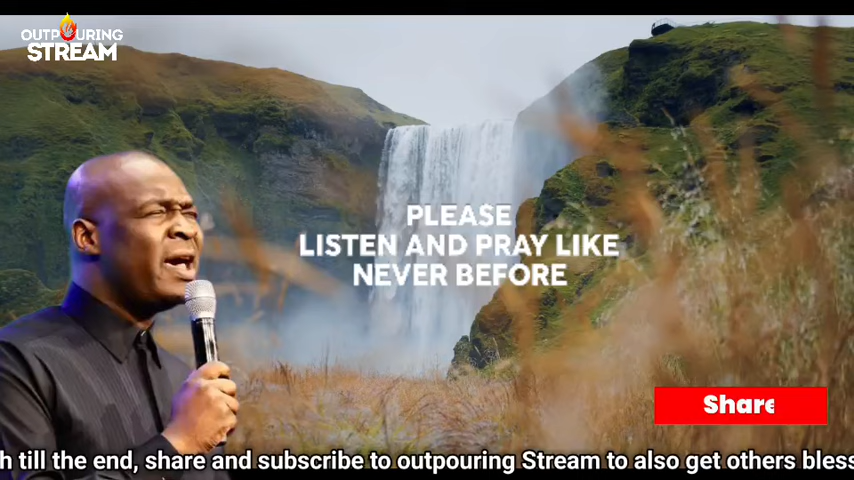 OUTPOURING
STREAM
PLEASE
LISTEN AND PRAY LIKE
NEVER BEFORE
Share
h till the end, share and subscribe to outpouring Stream to also get others bless